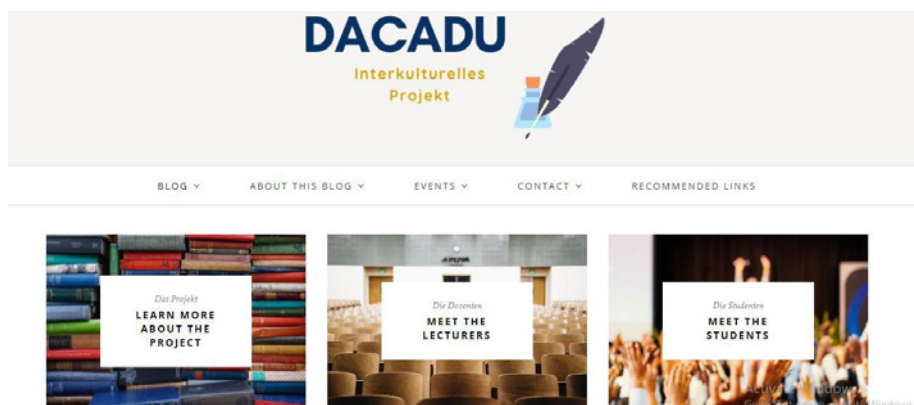 DACADU
Interkulturelles
Projekt
BLOG
ABOUT THIS BLOG
EVENTS
CONTACT
RECOMMENDED LINKS
Das Projekt
LEARN MORE
ABOUT THE
PROJECT
Die Dozenten
MEET THE
LECTURERS
Die Studenten
MEET THE
STUDENTS